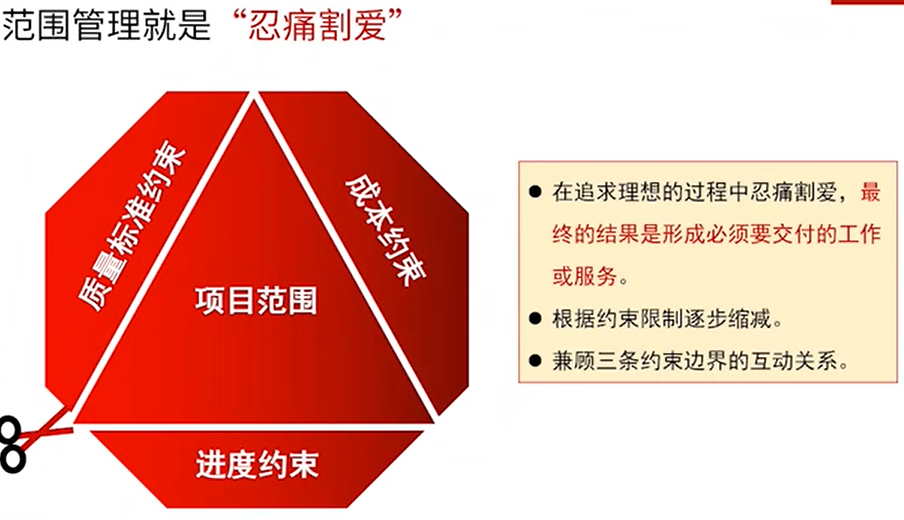 范围管理就是“忍痛割爱”
质量标准约束
成本约束
项目范围
进度约束
● 在追求理想的过程中忍痛割爱，最
终的结果是形成必须要交付的工作
或服务。
● 根据约束限制逐步缩减。
● 兼顾三条约束边界的互动关系。